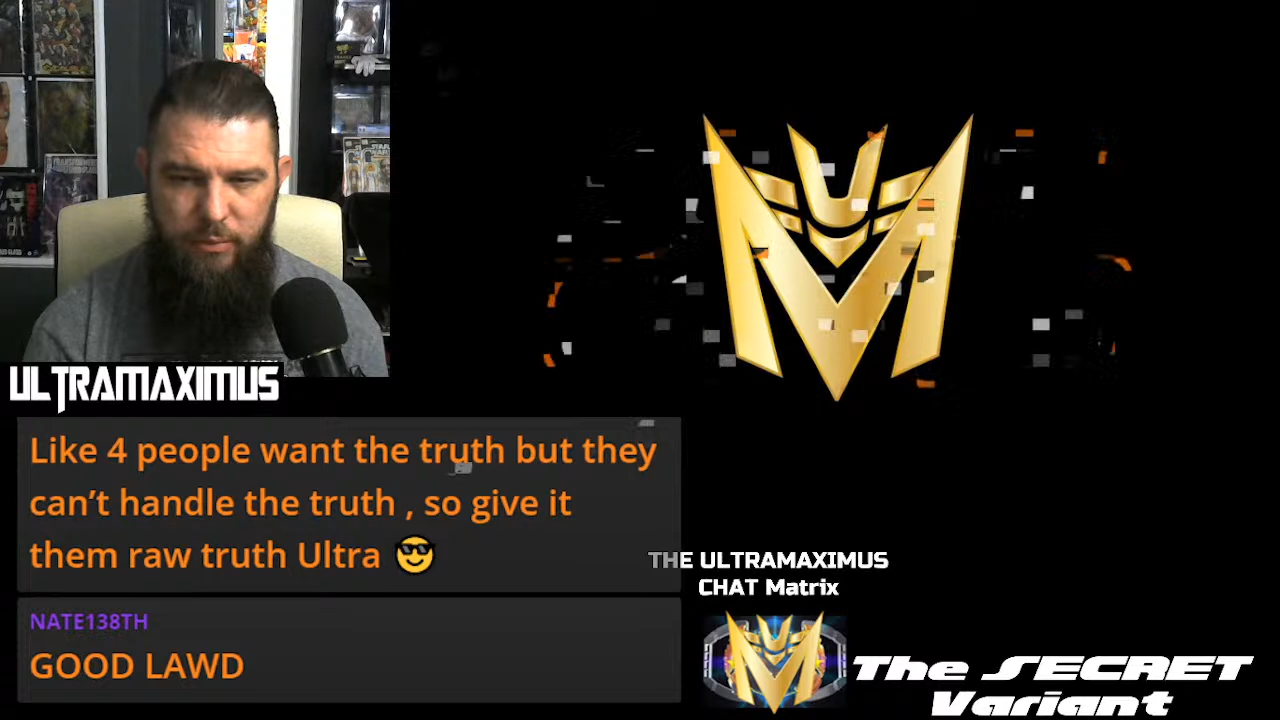 ULTRAMAXIMUS
Like 4 people want the truth but they
can’t handle the truth , so give it
them raw truth Ultra 😎
NATE138TH
GOOD LAWD
THE ULTRAMAXIMUS
CHAT Matrix
The SECRET
Variant